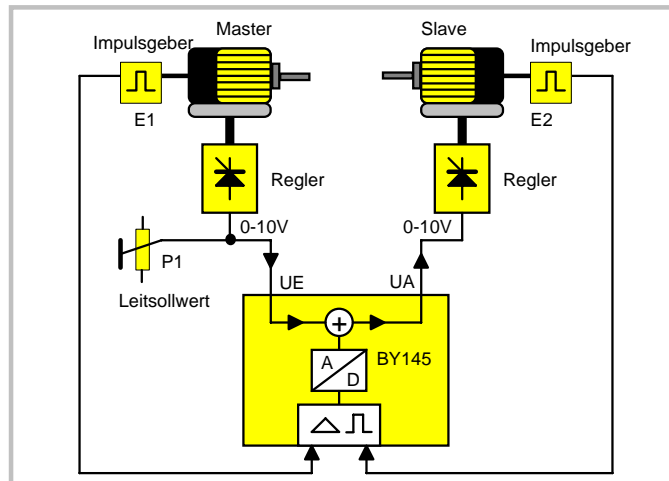 Master
Slave
Impulsgeber
Impulsgeber
E1
E2
Regler
Regler
0-10V
0-10V
P1
Leitsollwert
UE
UA
+
BY145
A
D